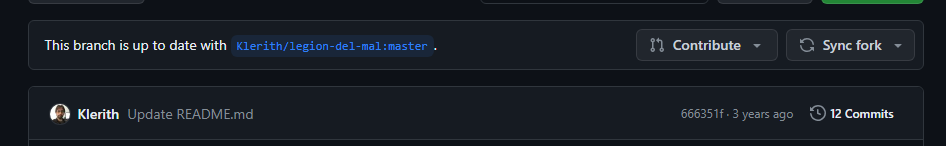 This branch is up to date with Klerith/legion-del-mal:master .
Contribute
Sync fork
Klerith Update README.md
666351f · 3 years ago
12 Commits